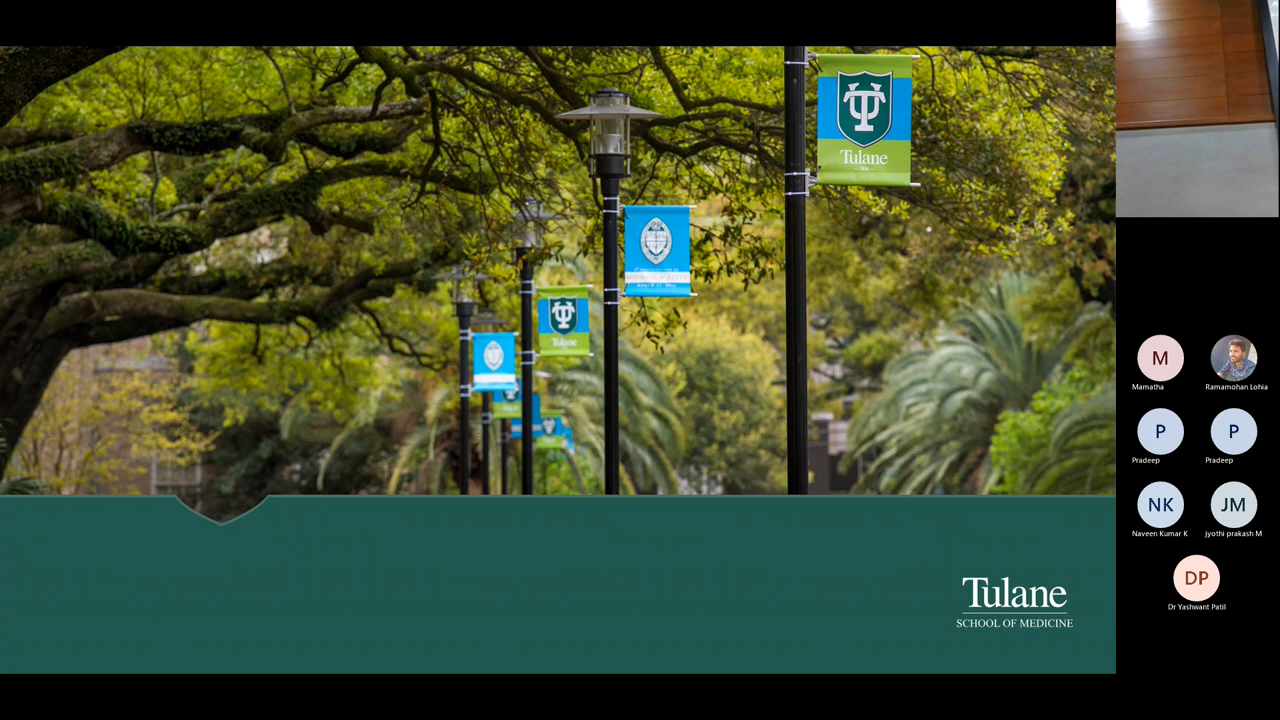 Tulane
Tulane
Tulane
SCHOOL OF MEDICINE
M
Mamatha
Ramamohan Lohia
P
Pradeep
P
Pradeep
NK
Naveen Kumar K
JM
jyothi prakash M
DP
Dr Yashwant Patil